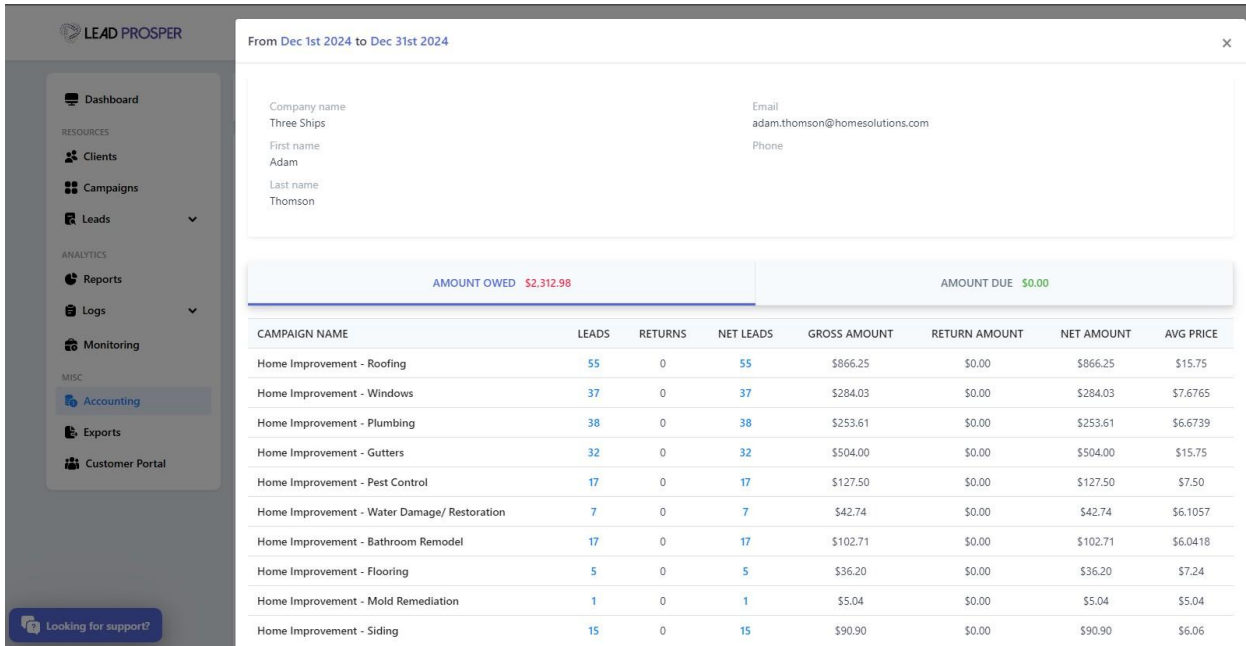 LEAD PROSPER
Dashboard
RESOURCES
Clients
Campaigns
Leads
ANALYTICS
Reports
Logs
Monitoring
MISC
Accounting
Exports
Customer Portal
Looking for support?
From Dec 1st 2024 to Dec 31st 2024
Company name
Three Ships
First name
Adam
Last name
Thomson
Email
adam.thomson@homesolutions.com
Phone
AMOUNT OWED $2,312.98 AMOUNT DUE $0.00
CAMPAIGN NAME LEADS RETURNS NET LEADS GROSS AMOUNT RETURN AMOUNT NET AMOUNT AVG PRICE
Home Improvement - Roofing 55 0 55 $866.25 $0.00 $866.25 $15.75
Home Improvement - Windows 37 0 37 $284.03 $0.00 $284.03 $7.6765
Home Improvement - Plumbing 38 0 38 $253.61 $0.00 $253.61 $6.6739
Home Improvement - Gutters 32 0 32 $504.00 $0.00 $504.00 $15.75
Home Improvement - Pest Control 17 0 17 $127.50 $0.00 $127.50 $7.50
Home Improvement - Water Damage/ Restoration 7 0 7 $42.74 $0.00 $42.74 $6.1057
Home Improvement - Bathroom Remodel 17 0 17 $102.71 $0.00 $102.71 $6.0418
Home Improvement - Flooring 5 0 5 $36.20 $0.00 $36.20 $7.24
Home Improvement - Mold Remediation 1 0 1 $5.04 $0.00 $5.04 $5.04
Home Improvement - Siding 15 0 15 $90.90 $0.00 $90.90 $6.06